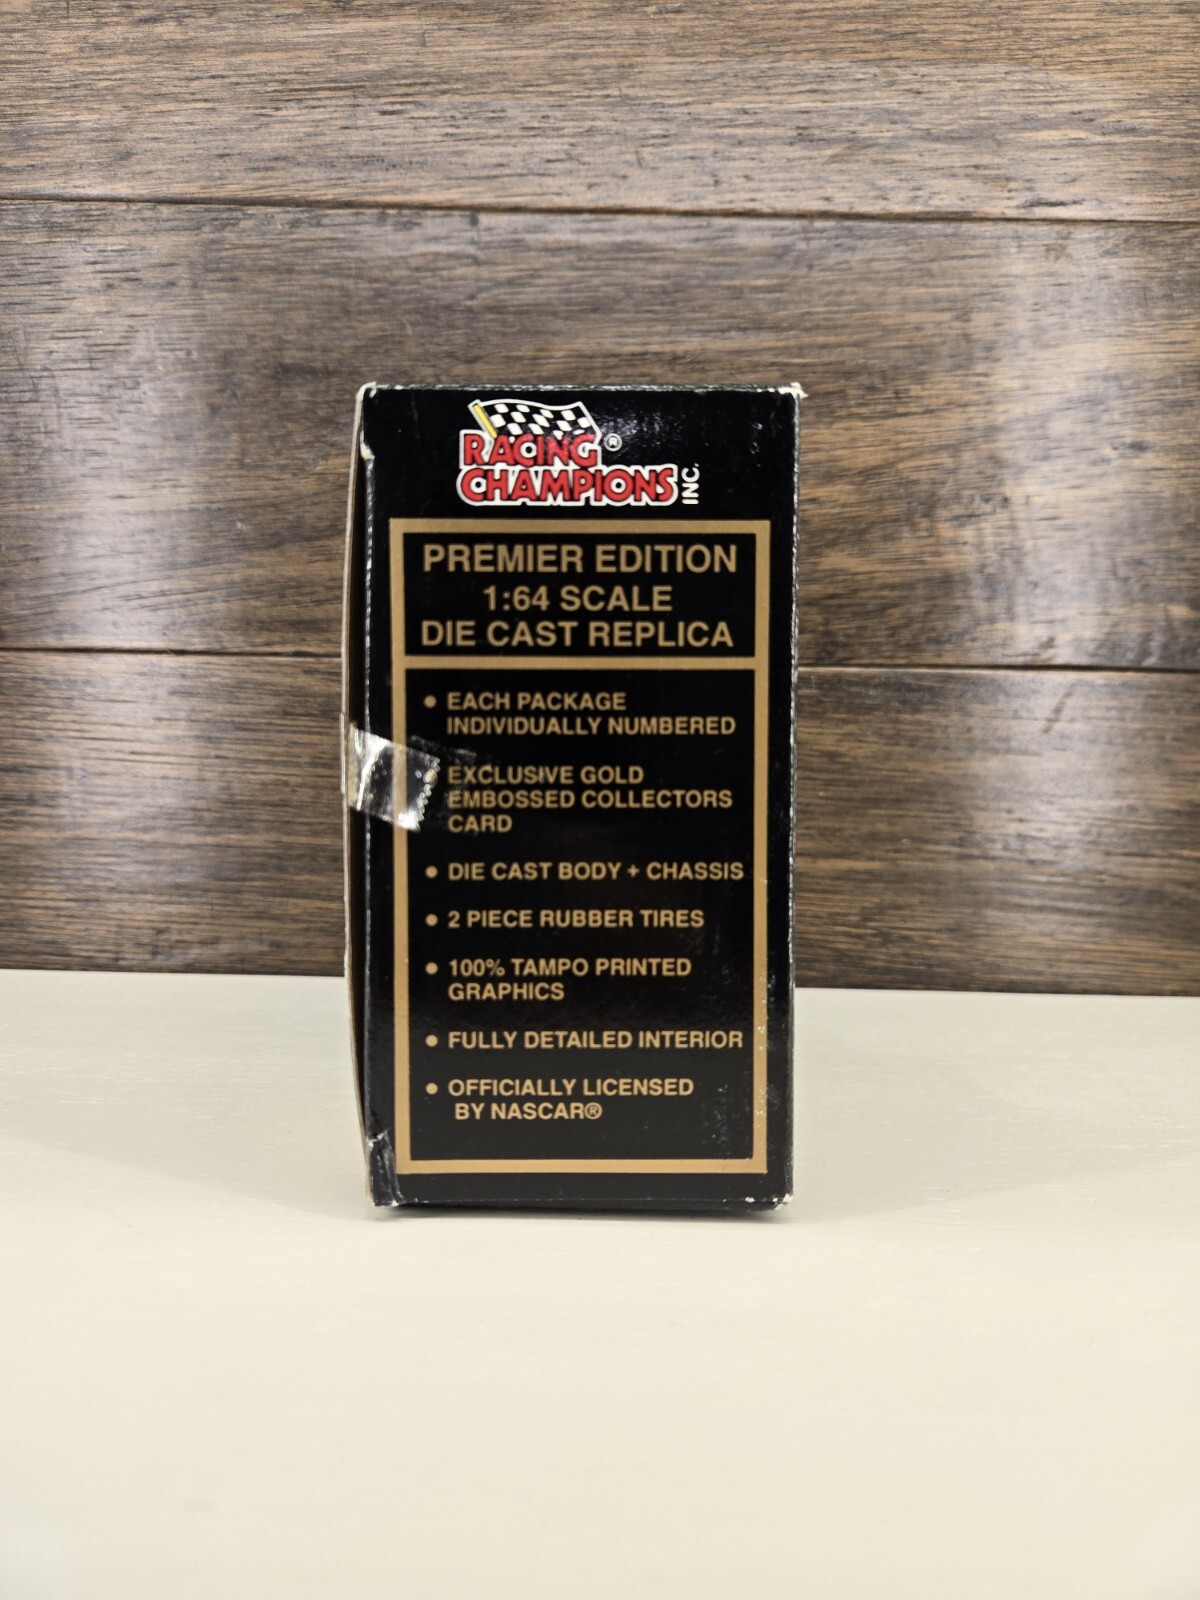 RACING ®
CHAMPIONS INC.
PREMIER EDITION
1:64 SCALE
DIE CAST REPLICA
• EACH PACKAGE
INDIVIDUALLY NUMBERED
• EXCLUSIVE GOLD
EMBOSSED COLLECTORS
CARD
• DIE CAST BODY + CHASSIS
• 2 PIECE RUBBER TIRES
• 100% TAMPO PRINTED
GRAPHICS
• FULLY DETAILED INTERIOR
• OFFICIALLY LICENSED
BY NASCAR®